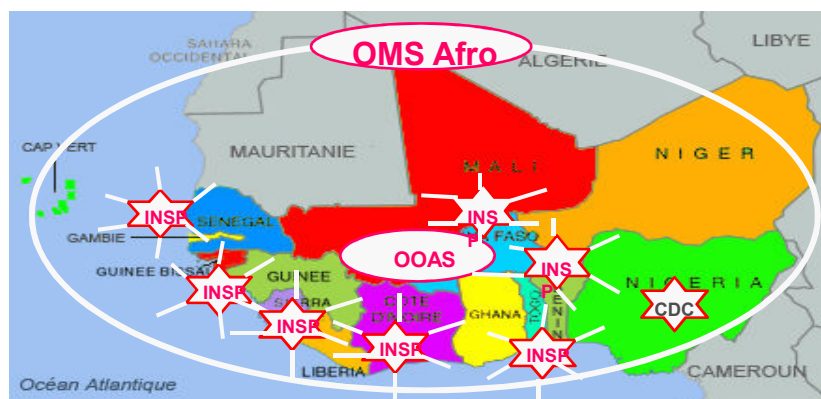 OMS Afro
SAHARA
OCCIDENTAL
LIBYE
ALGERIE
CAP VERT
MAURITANIE
MALI
NIGER
INSP
SENEGAL
INS
P
FASO
GAMBIE
OOAS
INS
P
GUINEE BISSAU
GUINEE
NIGERIA
INSP
CDC
SIERRA
COTE
D'IVOIRE
GHANA
TOGO
BENIN
INSP
INSP
INSP
LIBERIA
CAMEROUN
Océan Atlantique